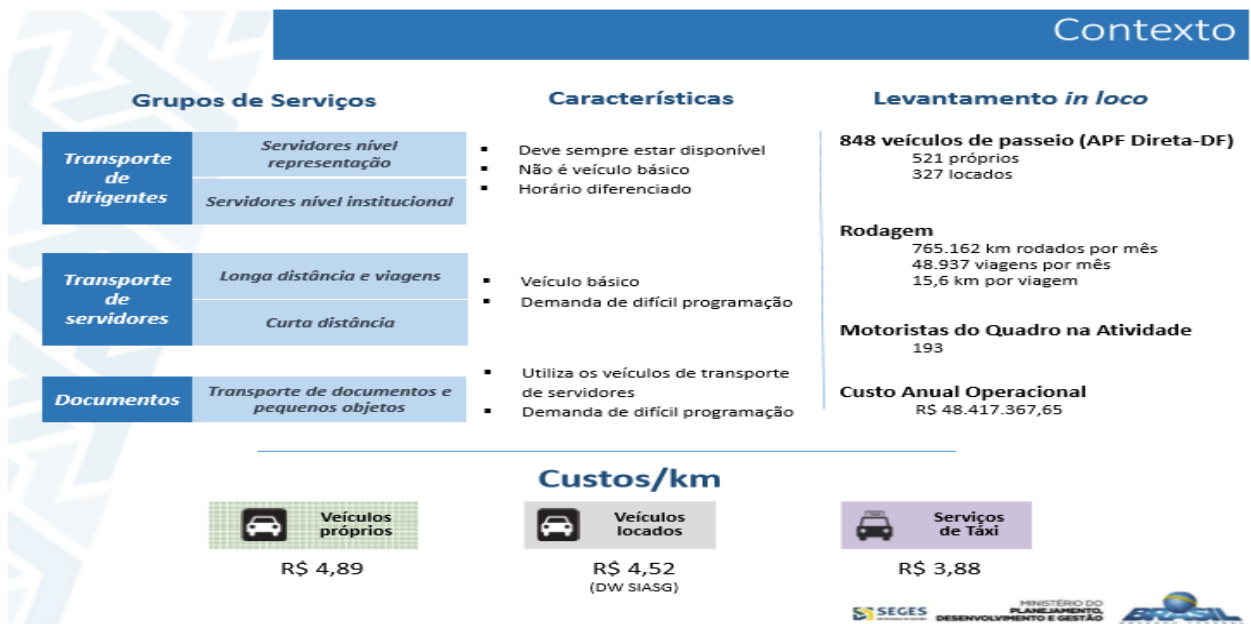 Contexto
Grupos de Serviços
Características
Levantamento in loco
Transporte
de
dirigentes
Servidores nível
representação
Servidores nível institucional
▪ Deve sempre estar disponível
▪ Não é veículo básico
▪ Horário diferenciado
848 veículos de passeio (APF Direta-DF)
521 próprios
327 locados
Transporte
de
servidores
Longa distância e viagens
Curta distância
▪ Veículo básico
▪ Demanda de difícil programação
Rodagem
765.162 km rodados por mês
48.937 viagens por mês
15,6 km por viagem
Motoristas do Quadro na Atividade
193
Documentos
Transporte de documentos e
pequenos objetos
▪ Utiliza os veículos de transporte
de servidores
▪ Demanda de difícil programação
Custo Anual Operacional
R$ 48.417.367,65
Custos/km
Veículos
próprios
R$ 4,89
Veículos
locados
R$ 4,52
(DW SIASG)
Serviços
de Táxi
R$ 3,88
SEGES
MINISTÉRIO DO
PLANEJAMENTO,
DESENVOLVIMENTO E GESTÃO
BRASIL